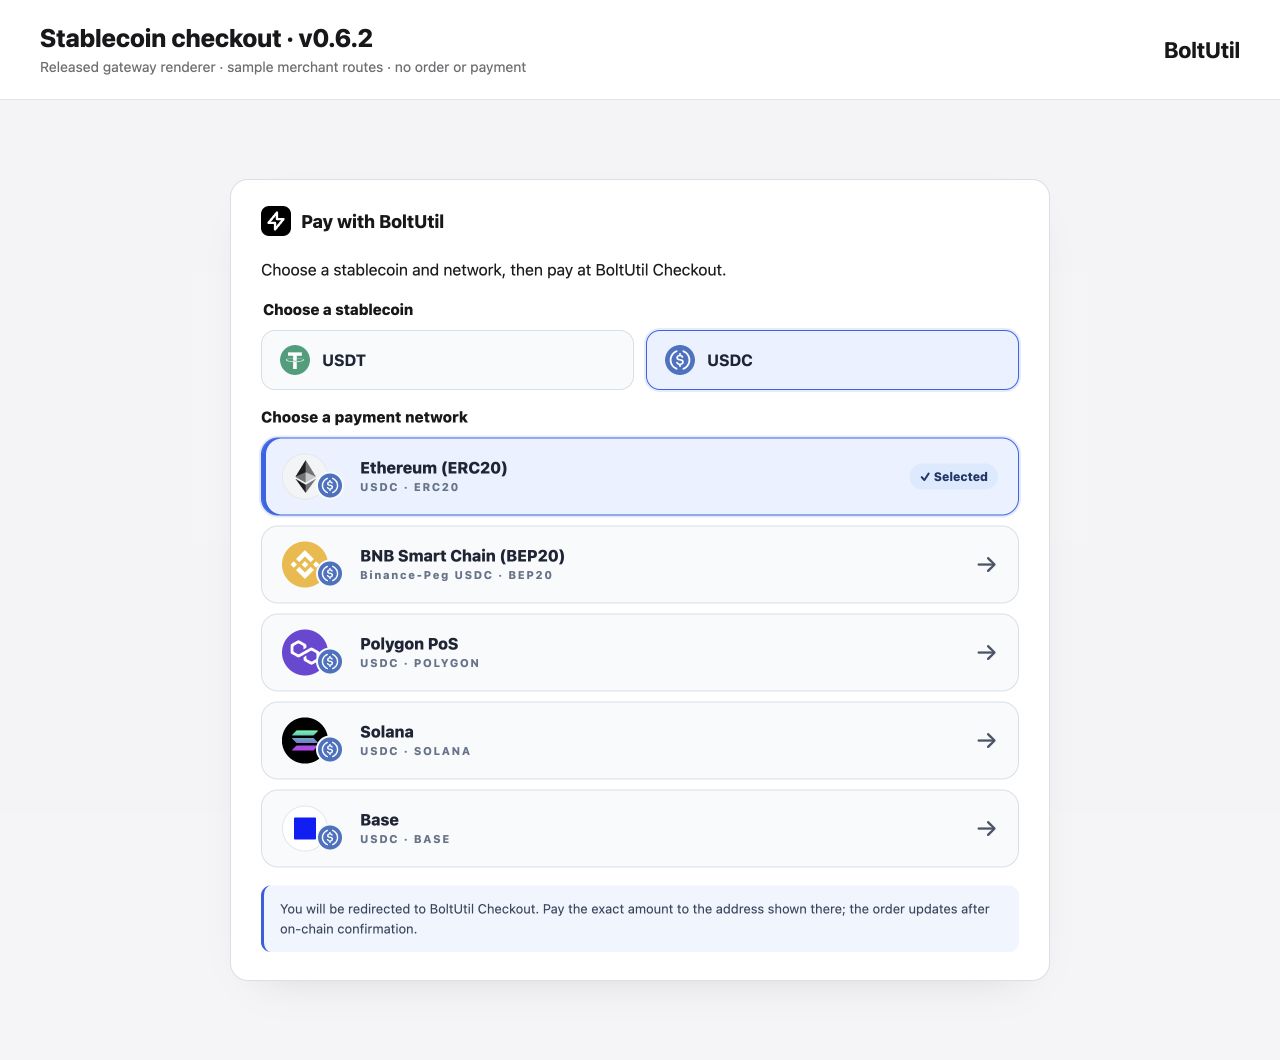 Stablecoin checkout · v0.6.2
Released gateway renderer · sample merchant routes · no order or payment
BoltUtil
Pay with BoltUtil
Choose a stablecoin and network, then pay at BoltUtil Checkout.
Choose a stablecoin
USDT
USDC
Choose a payment network
Ethereum (ERC20)
USDC · ERC20
✓ Selected
BNB Smart Chain (BEP20)
Binance-Peg USDC · BEP20
Polygon PoS
USDC · POLYGON
Solana
USDC · SOLANA
Base
USDC · BASE
You will be redirected to BoltUtil Checkout. Pay the exact amount to the address shown there; the order updates after
on-chain confirmation.